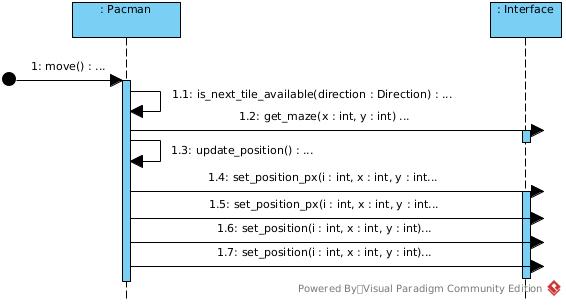 : Pacman
: Interface
1: move() : ...
1.1: is_next_tile_available(direction : Direction) : ...
1.2: get_maze(x : int, y : int) ...
1.3: update_position() : ...
1.4: set_position_px(i : int, x : int, y : int...
1.5: set_position_px(i : int, x : int, y : int...
1.6: set_position(i : int, x : int, y : int)...
1.7: set_position(i : int, x : int, y : int)...
Powered By Visual Paradigm Community Edition